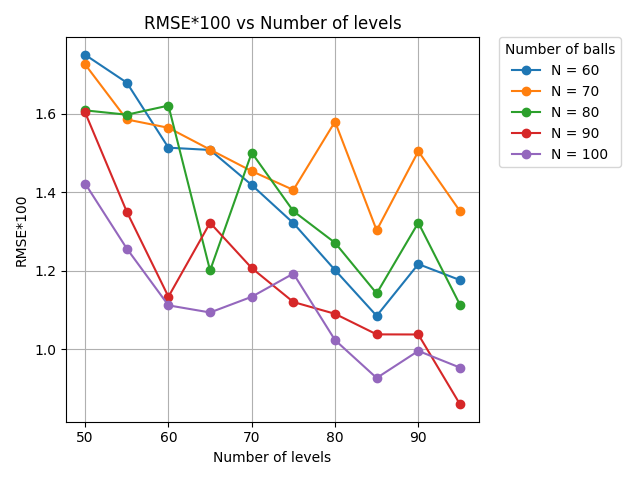 RMSE*100 vs Number of levels
Number of balls
N = 60
N = 70
N = 80
N = 90
N = 100
RMSE*100
1.6
1.4
1.2
1.0
50 60 70 80 90
Number of levels